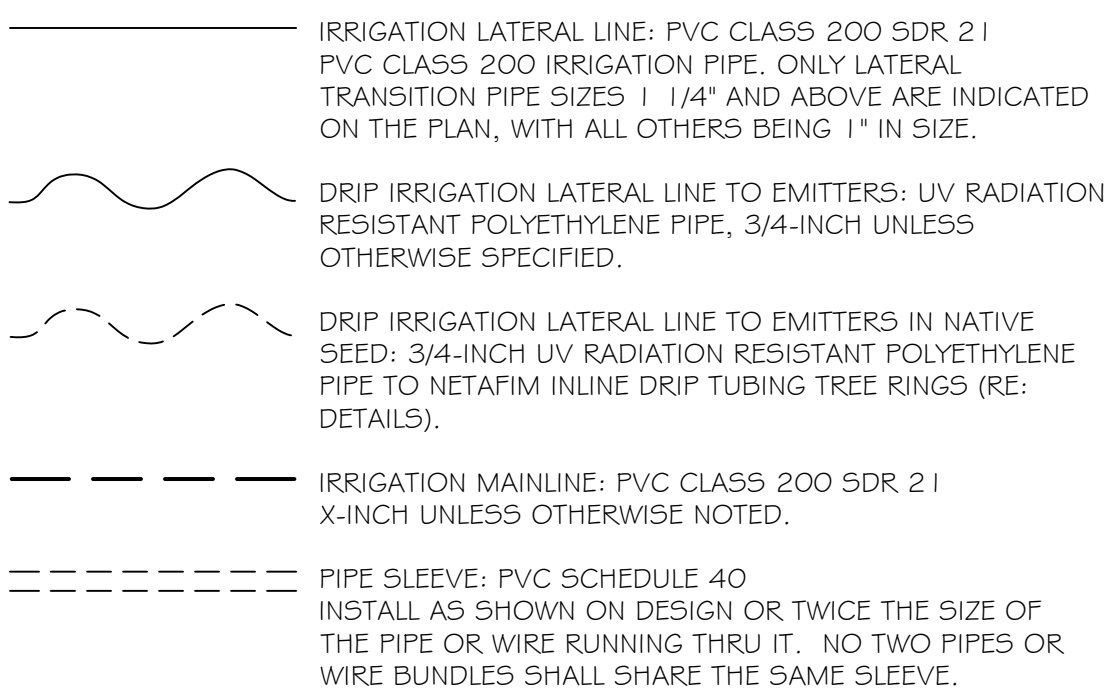 IRRIGATION LATERAL LINE: PVC CLASS 200 SDR 21
PVC CLASS 200 IRRIGATION PIPE. ONLY LATERAL
TRANSITION PIPE SIZES 1 1/4" AND ABOVE ARE INDICATED
ON THE PLAN, WITH ALL OTHERS BEING 1" IN SIZE.
DRIP IRRIGATION LATERAL LINE TO EMITTERS: UV RADIATION
RESISTANT POLYETHYLENE PIPE, 3/4-INCH UNLESS
OTHERWISE SPECIFIED.
DRIP IRRIGATION LATERAL LINE TO EMITTERS IN NATIVE
SEED: 3/4-INCH UV RADIATION RESISTANT POLYETHYLENE
PIPE TO NETAFIM INLINE DRIP TUBING TREE RINGS (RE:
DETAILS).
IRRIGATION MAINLINE: PVC CLASS 200 SDR 21
X-INCH UNLESS OTHERWISE NOTED.
PIPE SLEEVE: PVC SCHEDULE 40
INSTALL AS SHOWN ON DESIGN OR TWICE THE SIZE OF
THE PIPE OR WIRE RUNNING THRU IT.  NO TWO PIPES OR
WIRE BUNDLES SHALL SHARE THE SAME SLEEVE.